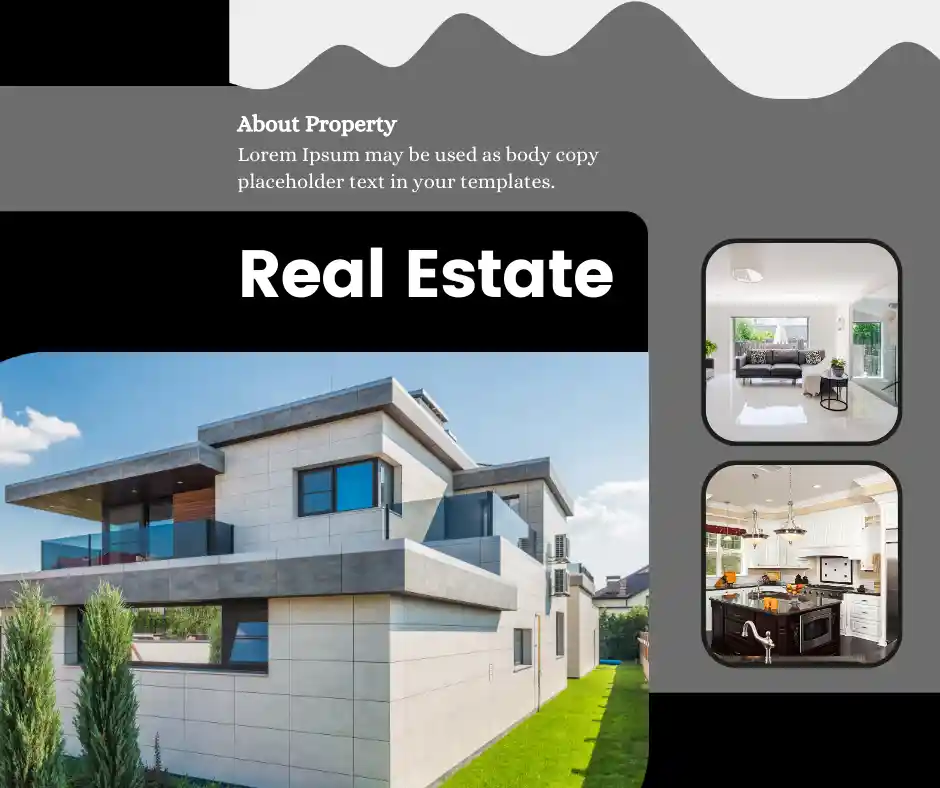 About Property
Lorem Ipsum may be used as body copy
placeholder text in your templates.
Real Estate